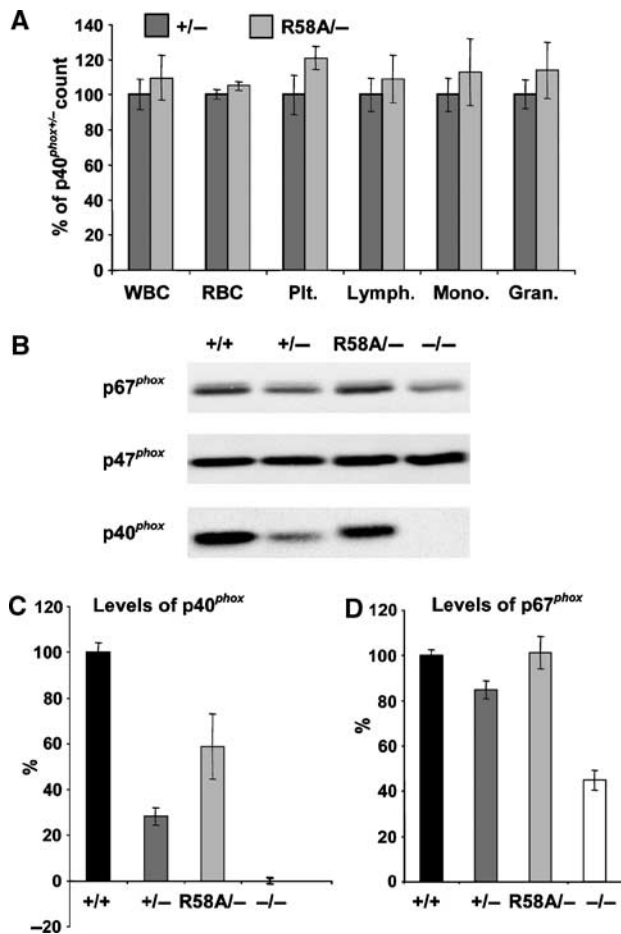 A
+/− R58A/−
% of p40phox+/− count
140
120
100
80
60
40
20
0
WBC RBC Plt. Lymph. Mono. Gran.
B
+/+ +/− R58A/− −/−
p67phox
p47phox
p40phox
C
Levels of p40phox
%
120
100
80
60
40
20
0
−20
+/+ +/− R58A/− −/−
D
Levels of p67phox
%
120
100
80
60
40
20
0
+/+ +/− R58A/− −/−